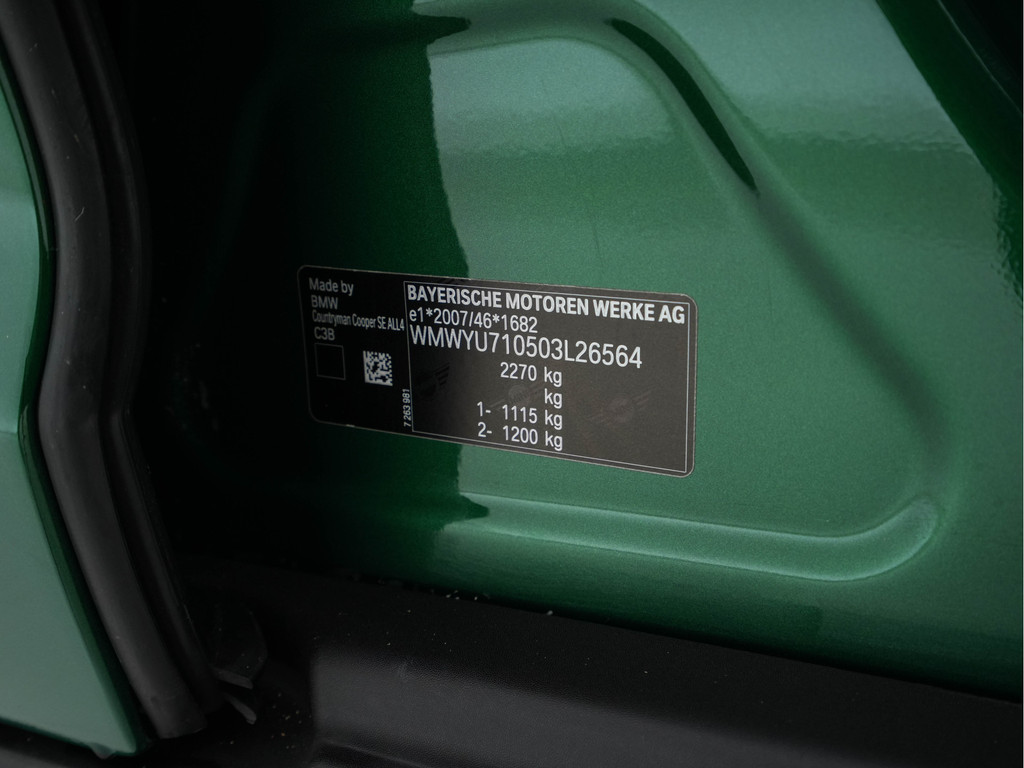 Made by
BMW
Countryman Cooper SE ALL4
C3B
7 263 981
BAYERISCHE MOTOREN WERKE AG
e1*2007/46*1682
WMWYU710503L26564
2270 kg
kg
1- 1115 kg
2- 1200 kg